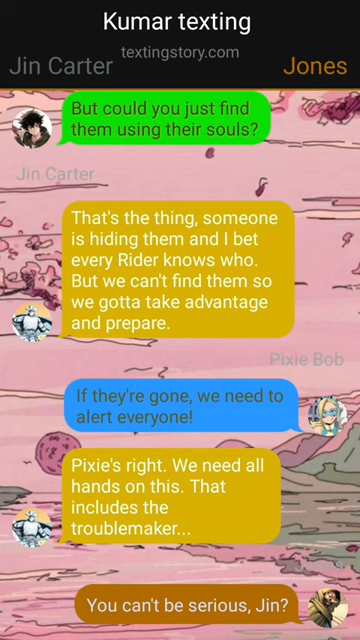 Kumar texting
textingstory.com
Jin Carter
Jones
But could you just find
them using their souls?
Jin Carter
That's the thing, someone
is hiding them and I bet
every Rider knows who.
But we can't find them so
we gotta take advantage
and prepare.
Pixie Bob
If they're gone, we need to
alert everyone!
Pixie's right. We need all
hands on this. That
includes the
troublemaker...
You can't be serious, Jin?